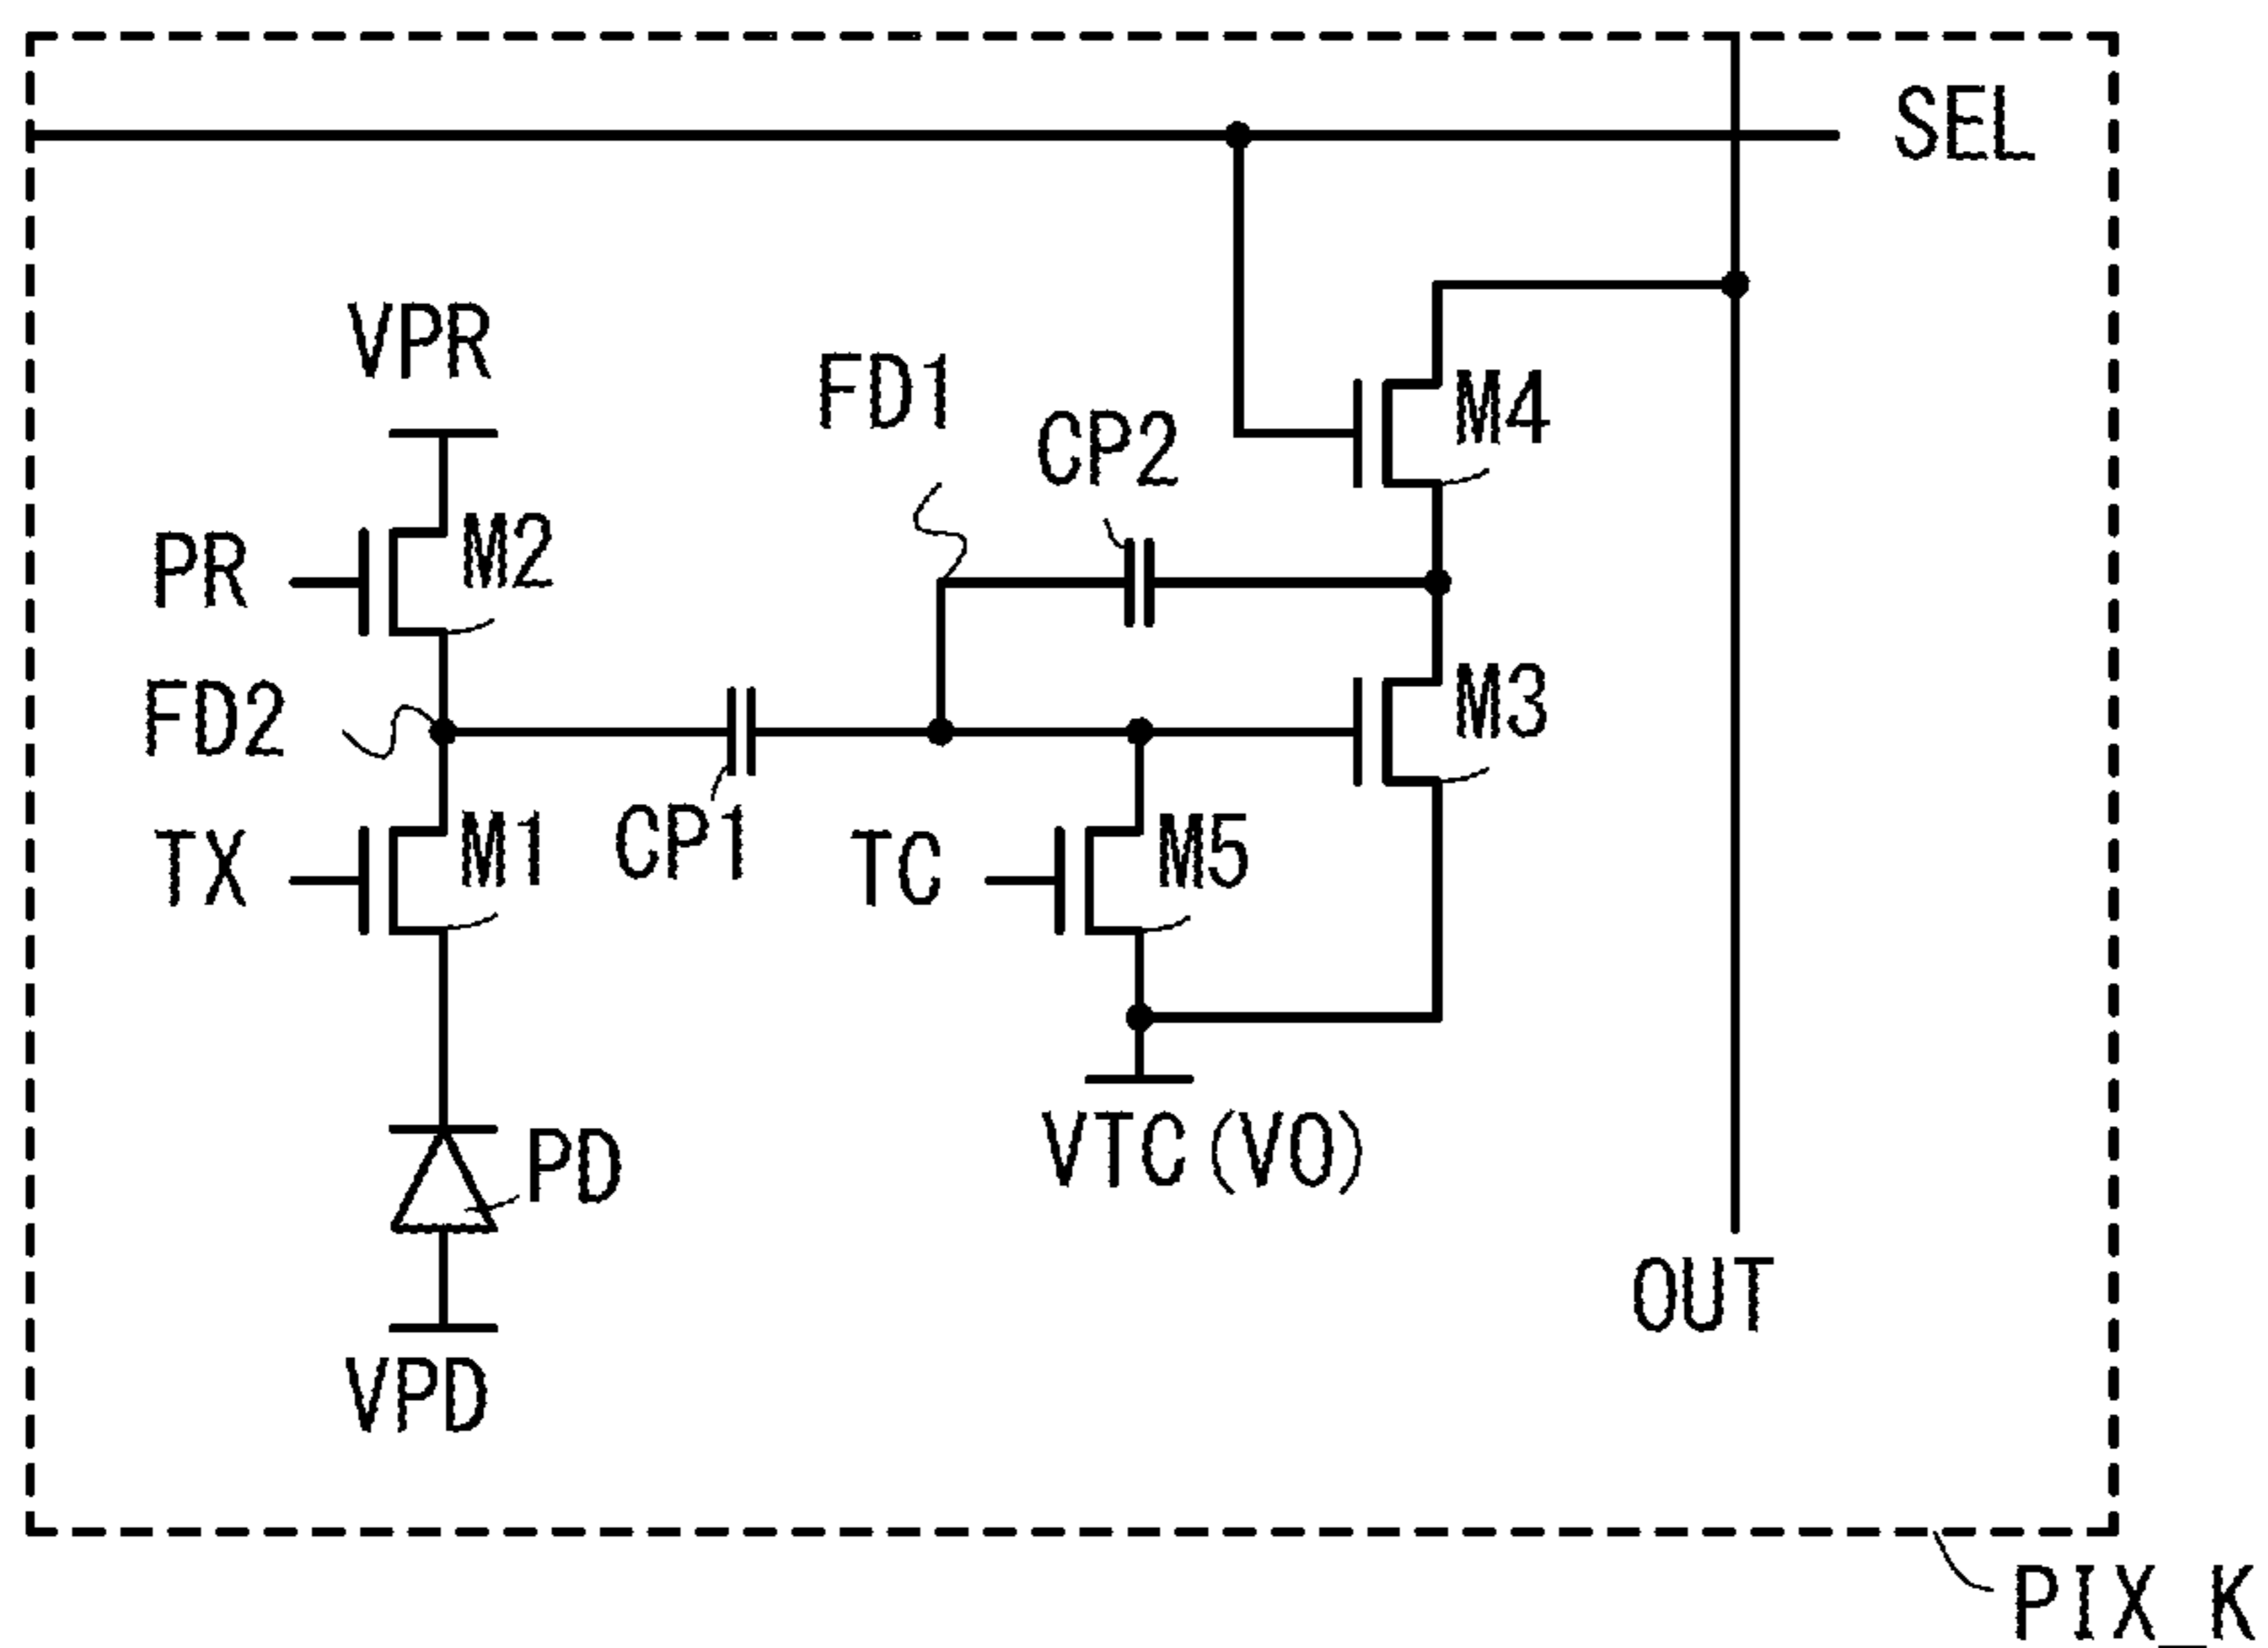 SEL
VPR
FD1
CP2
M4
PR
M2
FD2
M3
TX
M1
CP1
TC
M5
PD
VTC(V0)
OUT
VPD
PIX_K